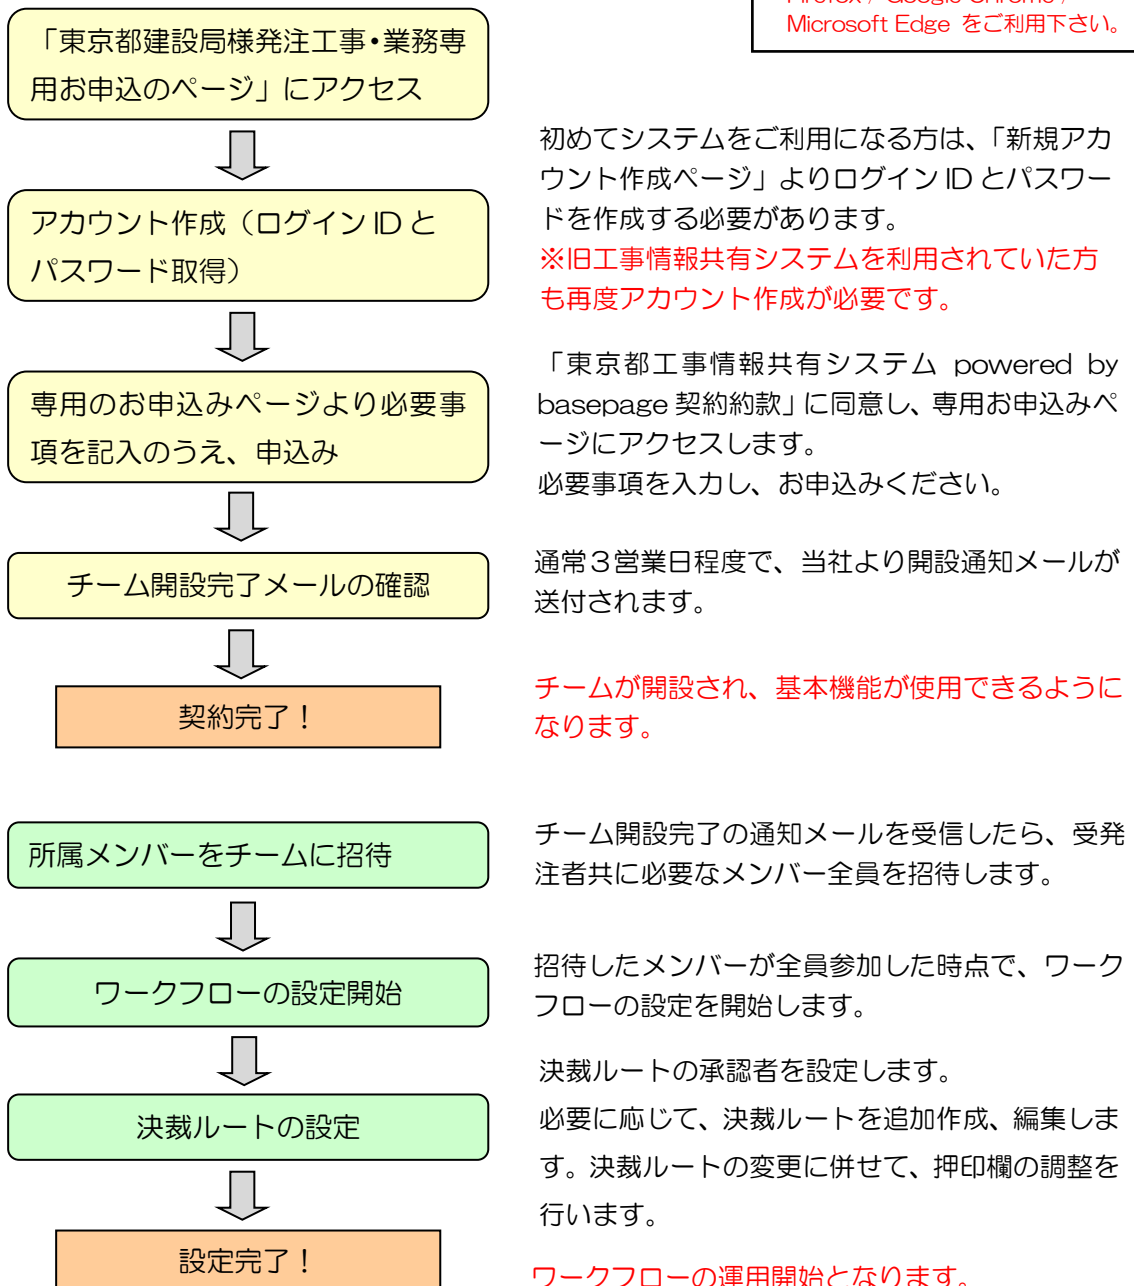 Firefox / Google Chrome /
Microsoft Edge をご利用下さい。
「東京都建設局様発注工事・業務専
用お申込のページ」にアクセス
初めてシステムをご利用になる方は、「新規アカ
ウント作成ページ」よりログイン ID とパスワー
ドを作成する必要があります。
※旧工事情報共有システムを利用されていた方
も再度アカウント作成が必要です。
アカウント作成（ログイン ID と
パスワード取得）
「東京都工事情報共有システム powered by
basepage 契約約款」に同意し、専用お申込みペ
ージにアクセスします。
必要事項を入力し、お申込みください。
専用のお申込みページより必要事
項を記入のうえ、申込み
チーム開設完了メールの確認
通常３営業日程度で、当社より開設通知メールが
送付されます。
契約完了！
チームが開設され、基本機能が使用できるように
なります。
所属メンバーをチームに招待
チーム開設完了の通知メールを受信したら、受発
注者共に必要なメンバー全員を招待します。
ワークフローの設定開始
招待したメンバーが全員参加した時点で、ワーク
フローの設定を開始します。
決裁ルートの設定
決裁ルートの承認者を設定します。
必要に応じて、決裁ルートを追加作成、編集しま
す。決裁ルートの変更に併せて、押印欄の調整を
行います。
設定完了！
ワークフローの運用開始となります。